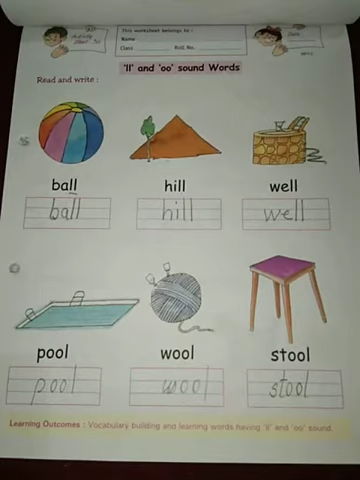 This worksheet belongs to :
Name
Class Roll No.
Date :
'll' and 'oo' sound Words
Read and write :
ball hill well
ball hill well
pool wool stool
pool wool stool
Learning Outcomes : Vocabulary building and learning words having 'll' and 'oo' sound.